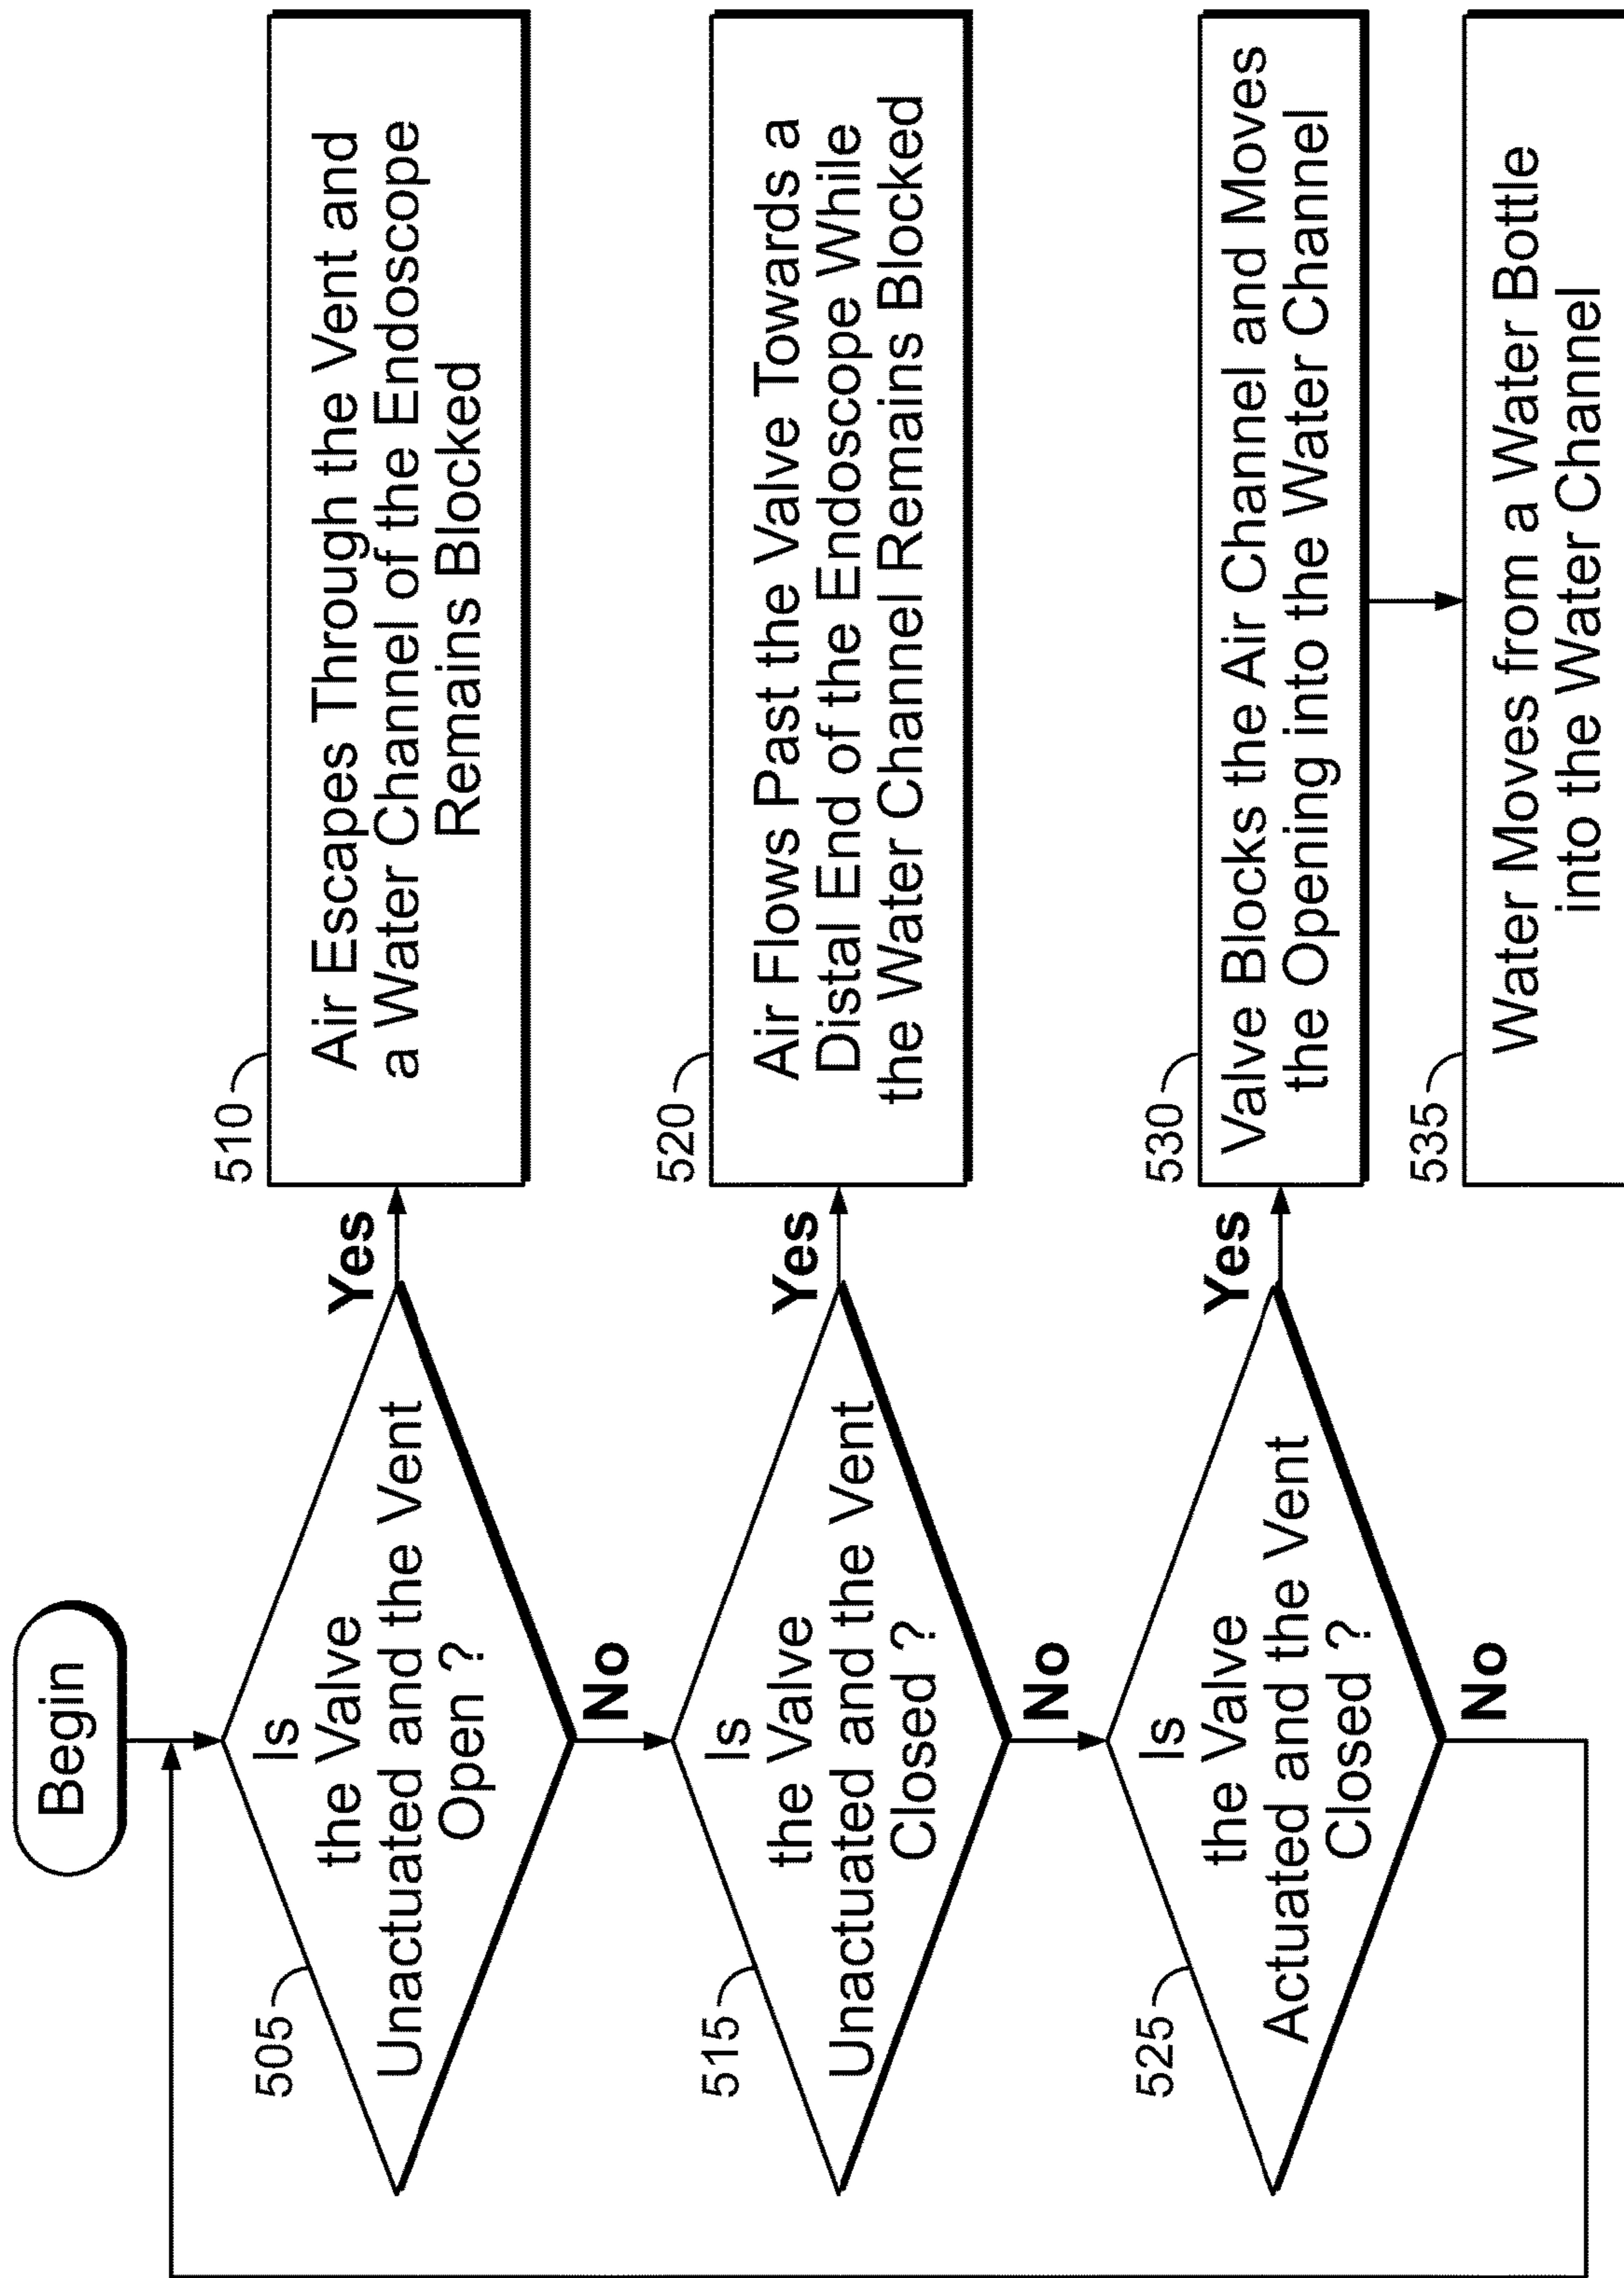 Begin
505
Is
the Valve
Unactuated and the Vent
Open ?
Yes
No
510
Air Escapes Through the Vent and
a Water Channel of the Endoscope
Remains Blocked
515
Is
the Valve
Unactuated and the Vent
Closed ?
Yes
No
520
Air Flows Past the Valve Towards a
Distal End of the Endoscope While
the Water Channel Remains Blocked
525
Is
the Valve
Actuated and the Vent
Closed ?
Yes
No
530
Valve Blocks the Air Channel and Moves
the Opening into the Water Channel
535
Water Moves from a Water Bottle
into the Water Channel